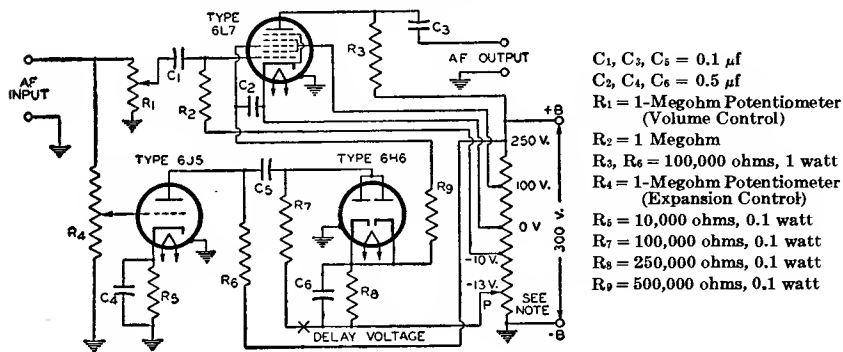 TYPE
6L7
C3
AF
INPUT
R1
C1
C2
R2
R3
AF OUTPUT
+B
250 V.
TYPE 6J5
C5
TYPE 6H6
R7
R9
100 V.
0 V
300 V.
R4
-10 V.
-13 V.
P
C4
R5
R6
C6
R8
SEE
NOTE
DELAY VOLTAGE
-B
C1, C3, C5 = 0.1 μf
C2, C4, C6 = 0.5 μf
R1 = 1-Megohm Potentiometer
(Volume Control)
R2 = 1 Megohm
R3, R6 = 100,000 ohms, 1 watt
R4 = 1-Megohm Potentiometer
(Expansion Control)
R5 = 10,000 ohms, 0.1 watt
R7 = 100,000 ohms, 0.1 watt
R8 = 250,000 ohms, 0.1 watt
R9 = 500,000 ohms, 0.1 watt